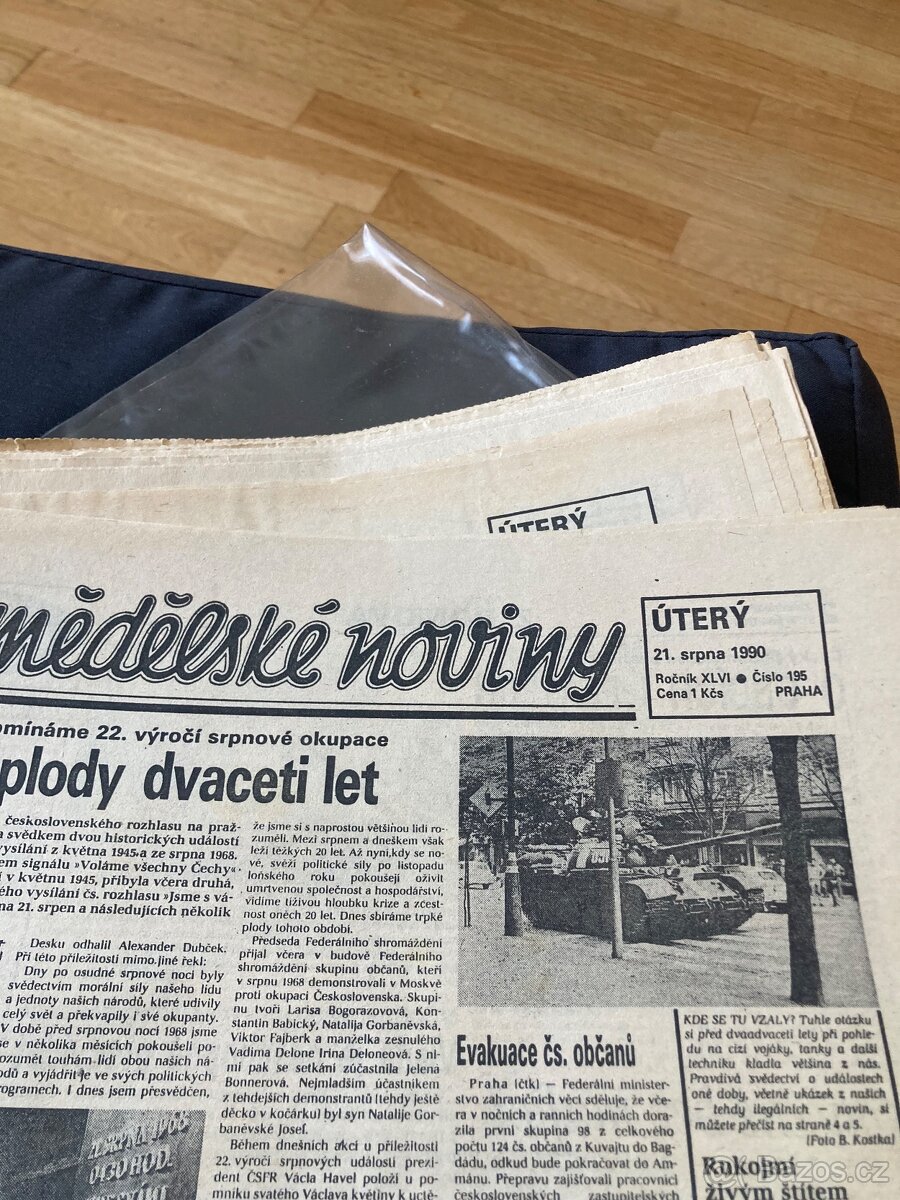 ÚTERÝ
mědělské noviny
ÚTERÝ
21. srpna 1990
Ročník XLVI ● Číslo 195
Cena 1 Kčs PRAHA
omínáme 22. výročí srpnové okupace
plody dvaceti let
československého rozhlasu na praž-
a svědkem dvou historických událostí
vysílání z května 1945 a ze srpna 1968.
em signálu »Voláme všechny Čechy«
i v květnu 1945, přibyla včera druhá,
ého vysílání čs. rozhlasu »Jsme s vá-
na 21. srpen a následujících několik
Desku odhalil Alexander Dubček.
Při této příležitosti mimo jiné řekl:
Dny po osudné srpnové noci byly
svědectvím morální síly našeho lidu
a jednoty našich národů, které udivily
celý svět a překvapily i své okupanty.
V době před srpnovou nocí 1968 jsme
se v několika měsících pokoušeli po-
rozumět touhám lidí obou našich ná-
odů a vyjádřit je ve svých politických
rogramech. I dnes jsem přesvědčen,
že jsme si s naprostou většinou lidí ro-
zuměli. Mezi srpnem a dneškem však
leží těžkých 20 let. Až nyní, kdy se no-
vé, svěží politické síly po listopadu
loňského roku pokoušejí oživit
umrtvenou společnost a hospodářství,
vidíme tíživou hloubku krize a zčest-
nost oněch 20 let. Dnes sbíráme trpké
plody tohoto období.
Předseda Federálního shromáždění
přijal včera v budově Federálního
shromáždění skupinu občanů, kteří
v srpnu 1968 demonstrovali v Moskvě
proti okupaci Československa. Skupi-
nu tvoří Larisa Bogorazovová, Kon-
stantin Babický, Natalija Gorbaněvská,
Viktor Fajberk a manželka zesnulého
Vadima Delone Irina Deloneová. S ni-
mi pak se setkání zúčastnila Jelena
Bonnerová. Nejmladším účastníkem
z tehdejších demonstrantů (tehdy ještě
děcko v kočárku) byl syn Natalije Gor-
baněvské Josef.
Během dnešních akcí u příležitosti
22. výročí srpnových událostí prezi-
dent ČSFR Václa Havel položí u po-
mníku svatého Václava květiny k uctě-
21. SRPNA 1968
0430 HOD.
Evakuace čs. občanů
Praha (čtk) — Federální minister-
stvo zahraničních věcí sděluje, že vče-
ra v nočních a ranních hodinách dora-
zila první skupina 98 z celkového
počtu 124 čs. občanů z Kuvajtu do Bag-
dádu, odkud bude pokračovat do Am-
mánu. Přepravu zajišťovali pracovníci
československých zastupitelských
KDE SE TU VZALY? Tuhle otázku
si před dvaadvaceti lety při pohle-
du na cizí vojáky, tanky a další
techniku kladla většina z nás.
Pravdivá svědectví o událostech
oné doby, včetně ukázek z našich
- tehdy ilegálních - novin, si
můžete přečíst na straně 4 a 5.
(Foto B. Kostka)
Rukojmí
živým štítem
Bazos.cz